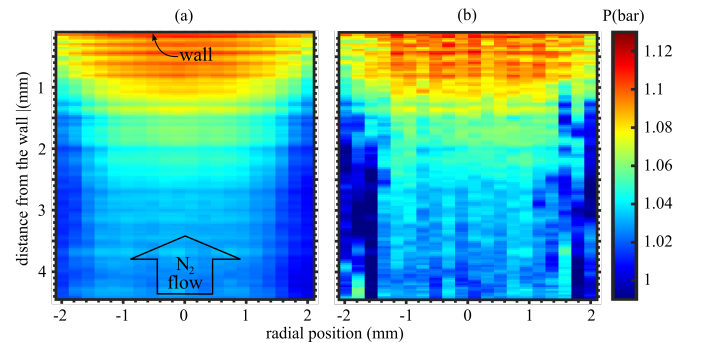 (a) (b) P(bar)
wall
distance from the wall |(mm)
1
2
3
4
N2
flow
-2 -1 0 1 2 -2 -1 0 1 2
radial position (mm)
1.12
1.1
1.08
1.06
1.04
1.02
1